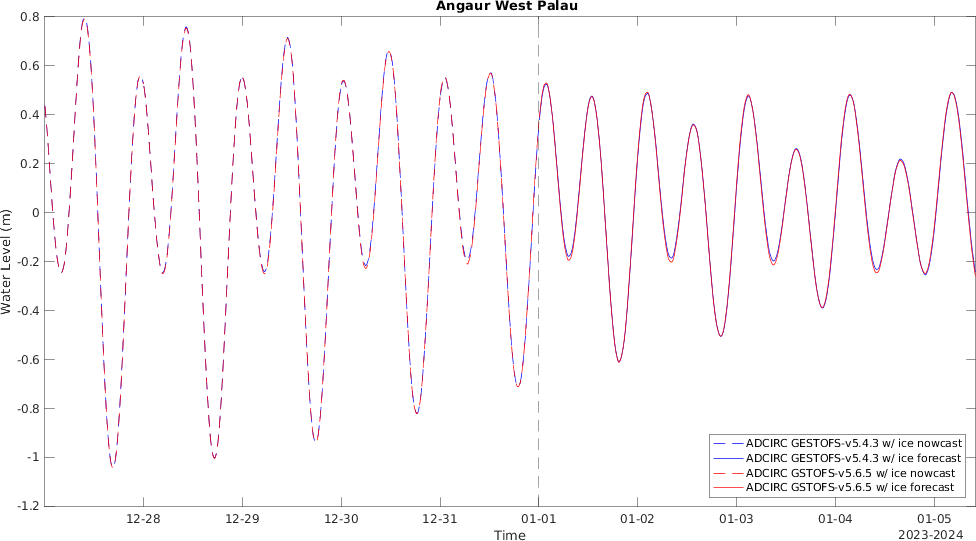 Angaur West Palau
0.8
0.6
0.4
0.2
0
-0.2
-0.4
-0.6
-0.8
-1
-1.2
Water Level (m)
ADCIRC GESTOFS-v5.4.3 w/ ice nowcast
ADCIRC GESTOFS-v5.4.3 w/ ice forecast
ADCIRC GSTOFS-v5.6.5 w/ ice nowcast
ADCIRC GSTOFS-v5.6.5 w/ ice forecast
12-28 12-29 12-30 12-31 01-01 01-02 01-03 01-04 01-05
Time 2023-2024